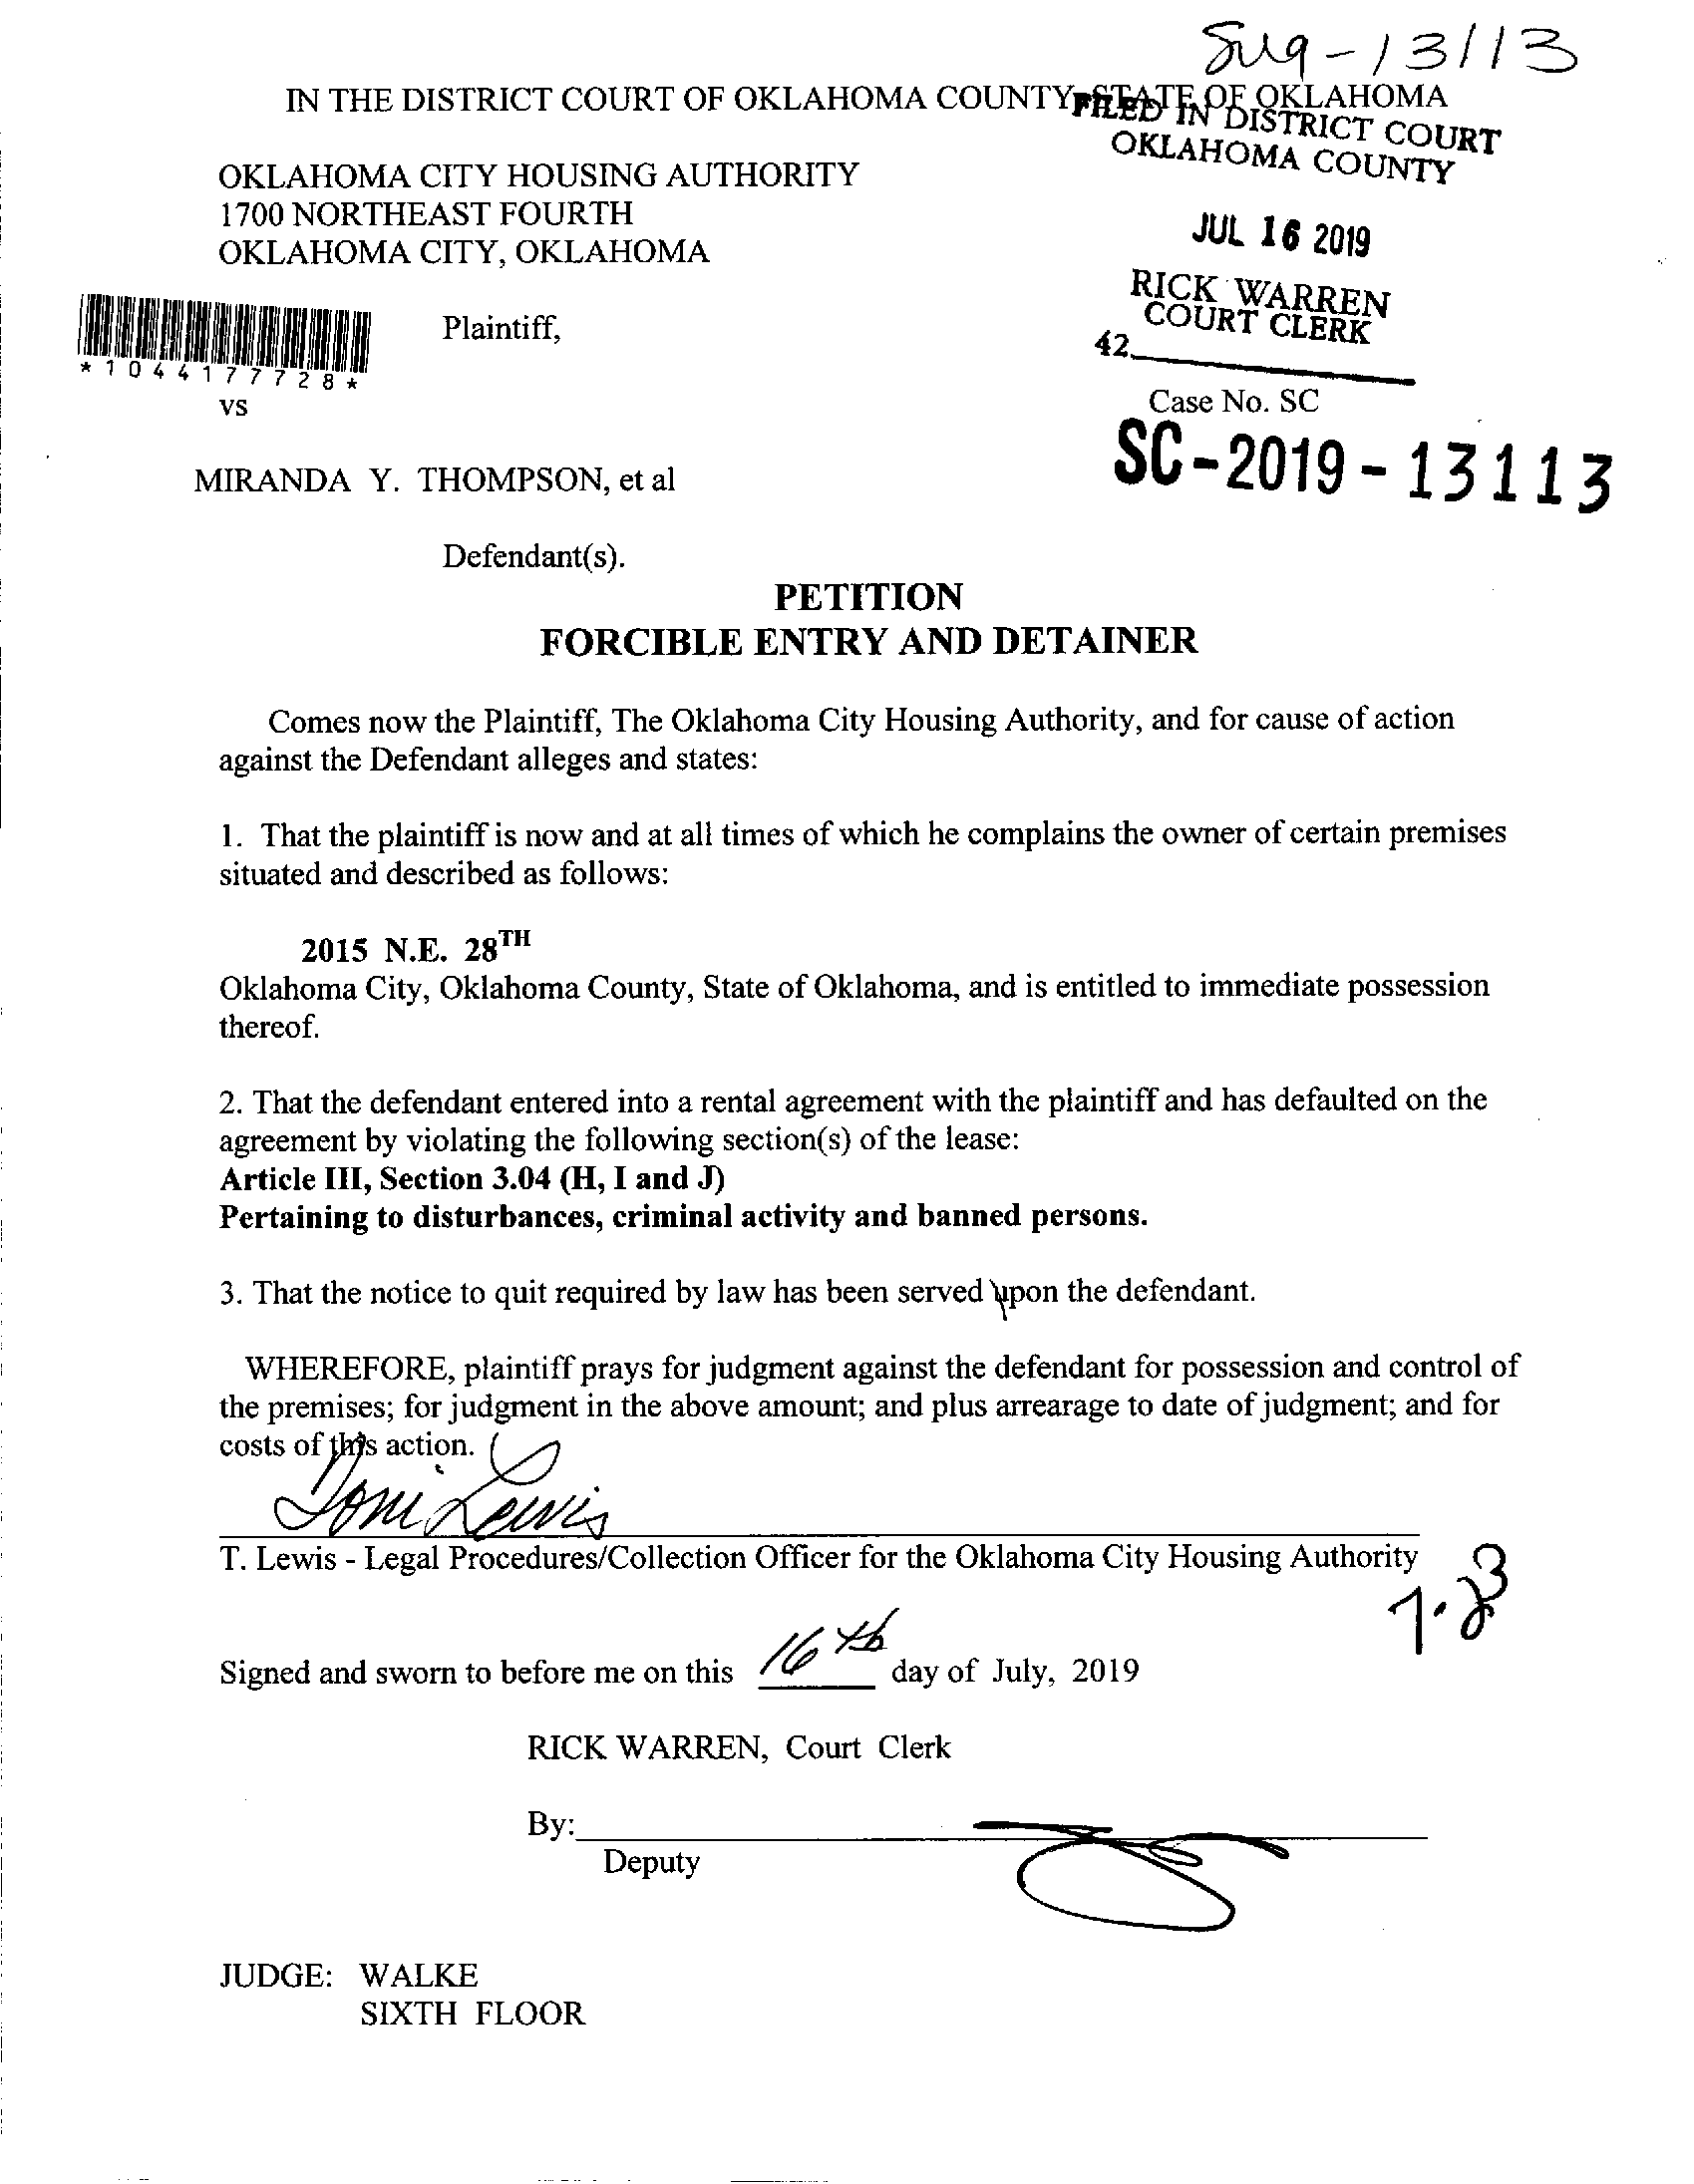 Sug-13113
IN THE DISTRICT COURT OF OKLAHOMA COUNTY, STATE OF OKLAHOMA
FILED IN DISTRICT COURT
OKLAHOMA COUNTY
OKLAHOMA CITY HOUSING AUTHORITY
1700 NORTHEAST FOURTH
OKLAHOMA CITY, OKLAHOMA
JUL 16 2019
RICK WARREN
COURT CLERK
42
Plaintiff,
*1044177728*
vs
Case No. SC
SC-2019-13113
MIRANDA Y. THOMPSON, et al
Defendant(s).
PETITION
FORCIBLE ENTRY AND DETAINER
Comes now the Plaintiff, The Oklahoma City Housing Authority, and for cause of action
against the Defendant alleges and states:
1. That the plaintiff is now and at all times of which he complains the owner of certain premises
situated and described as follows:
2015 N.E. 28TH
Oklahoma City, Oklahoma County, State of Oklahoma, and is entitled to immediate possession
thereof.
2. That the defendant entered into a rental agreement with the plaintiff and has defaulted on the
agreement by violating the following section(s) of the lease:
Article III, Section 3.04 (H, I and J)
Pertaining to disturbances, criminal activity and banned persons.
3. That the notice to quit required by law has been served upon the defendant.
WHEREFORE, plaintiff prays for judgment against the defendant for possession and control of
the premises; for judgment in the above amount; and plus arrearage to date of judgment; and for
costs of this action.
Toni Lewis
T. Lewis - Legal Procedures/Collection Officer for the Oklahoma City Housing Authority
7.23
Signed and sworn to before me on this 16th day of July, 2019
RICK WARREN, Court Clerk
By:
Deputy
JUDGE: WALKE
SIXTH FLOOR